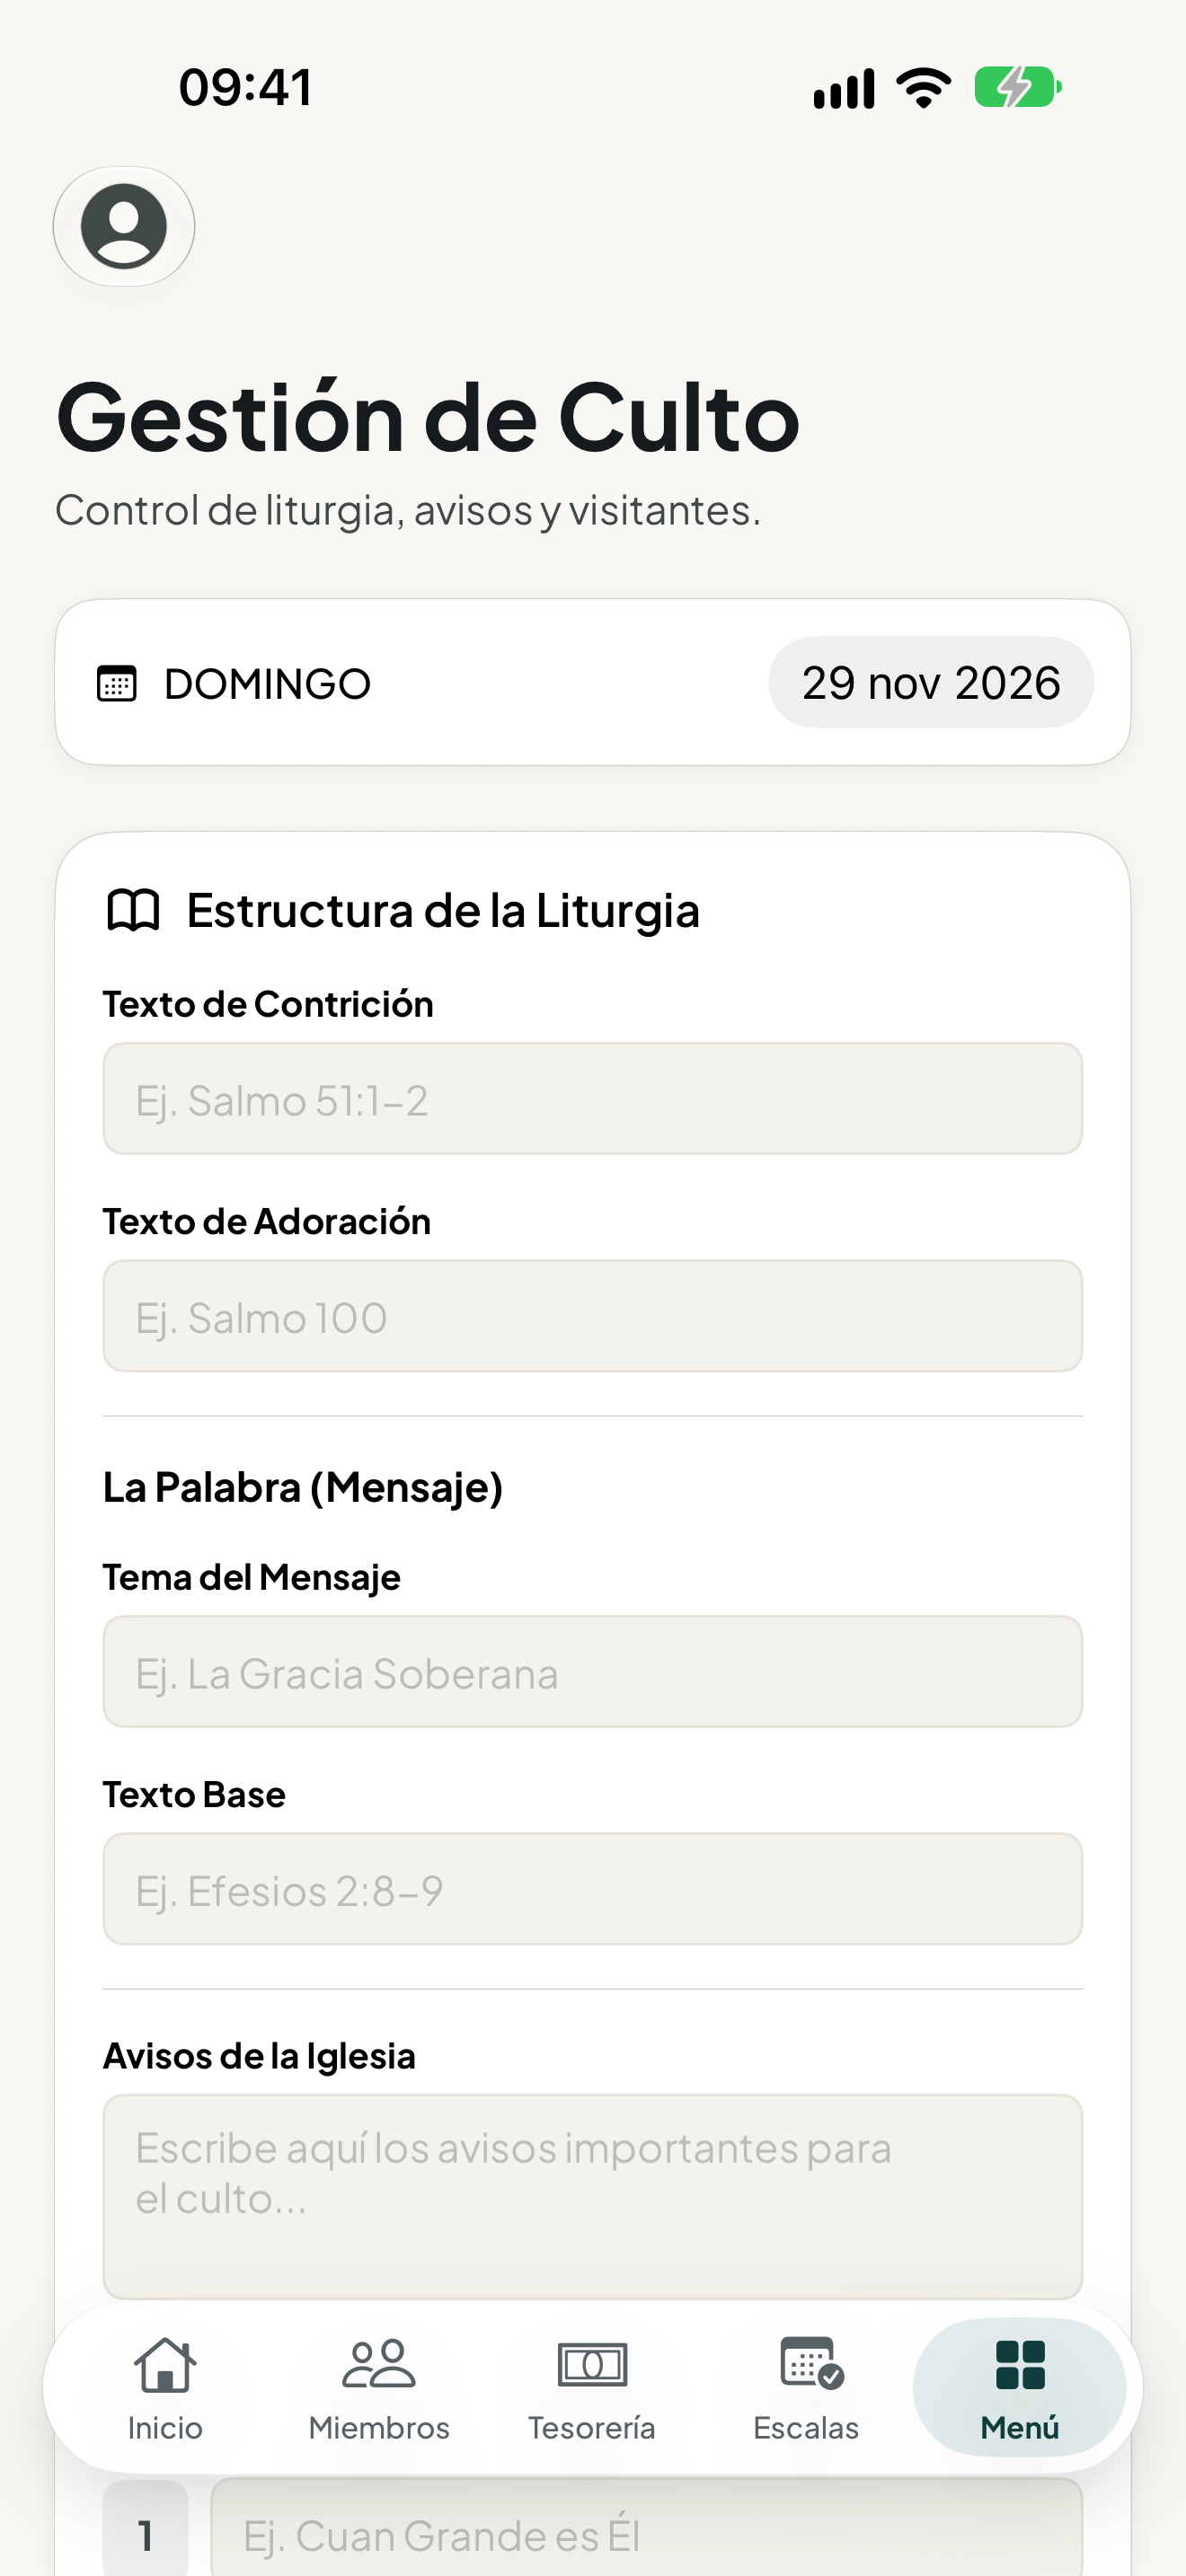 09:41
Gestión de Culto
Control de liturgia, avisos y visitantes.
DOMINGO
29 nov 2026
Estructura de la Liturgia
Texto de Contrición
Ej. Salmo 51:1–2
Texto de Adoración
Ej. Salmo 100
La Palabra (Mensaje)
Tema del Mensaje
Ej. La Gracia Soberana
Texto Base
Ej. Efesios 2:8–9
Avisos de la Iglesia
Escribe aquí los avisos importantes para
el culto...
Inicio
Miembros
Tesorería
Escalas
Menú
1
Ej. Cuan Grande es Él